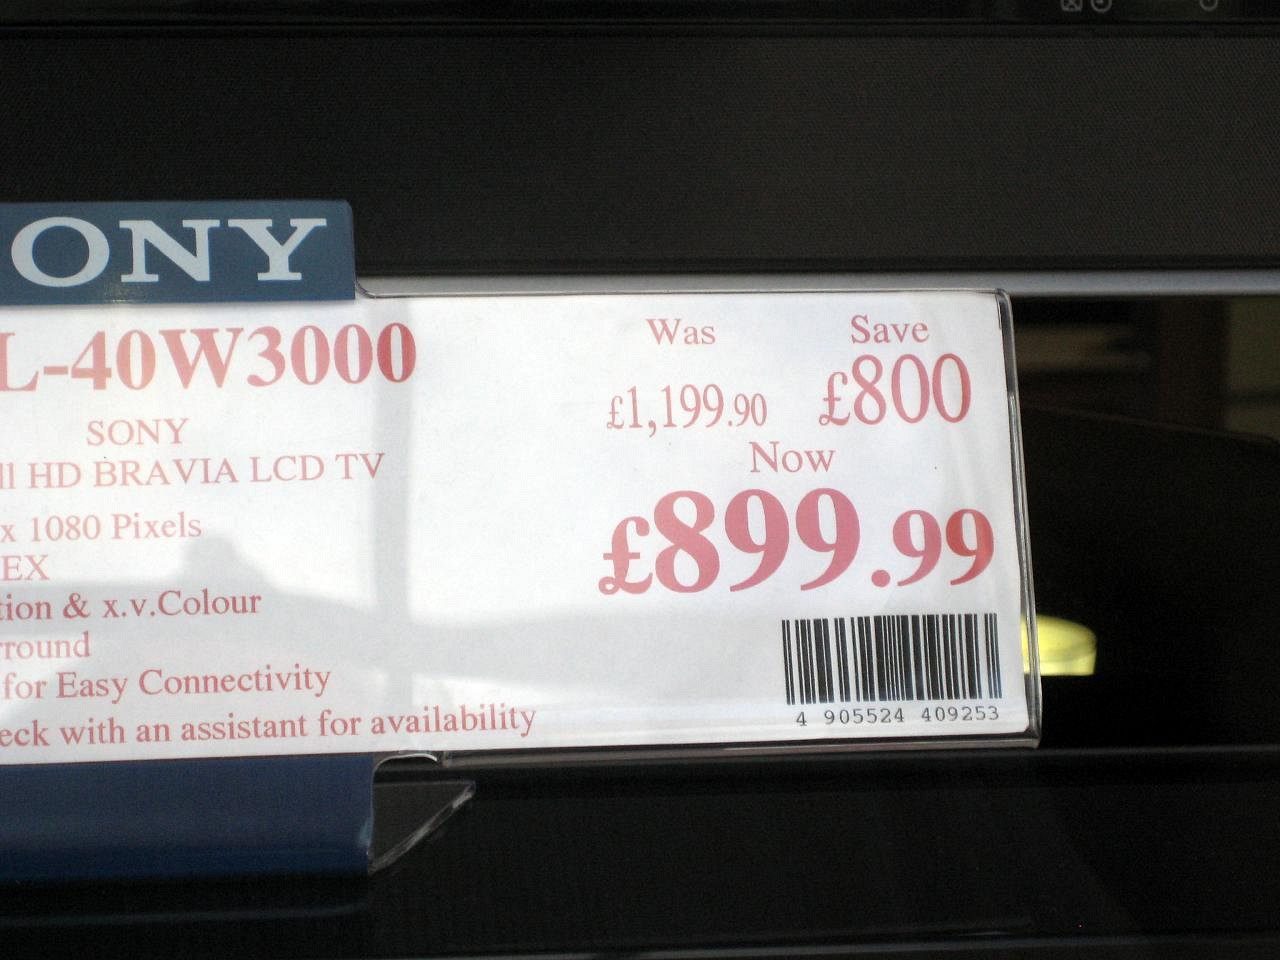 ONY
L-40W3000
SONY
ll HD BRAVIA LCD TV
x 1080 Pixels
EX
tion & x.v.Colour
rround
for Easy Connectivity
eck with an assistant for availability
Was
£1,199.90
Save
£800
Now
£899.99
4 905524 409253